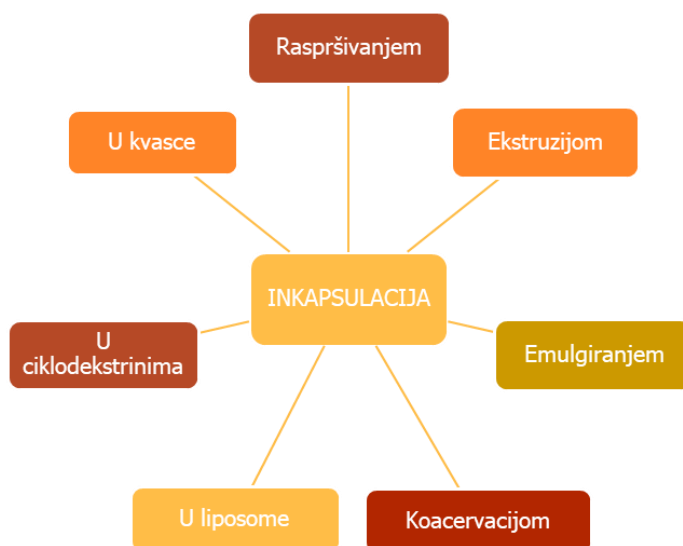 Raspršivanjem
U kvasce
Ekstruzijom
INKAPSULACIJA
U
ciklodekstrinima
Emulgiranjem
U liposome
Koacervacijom